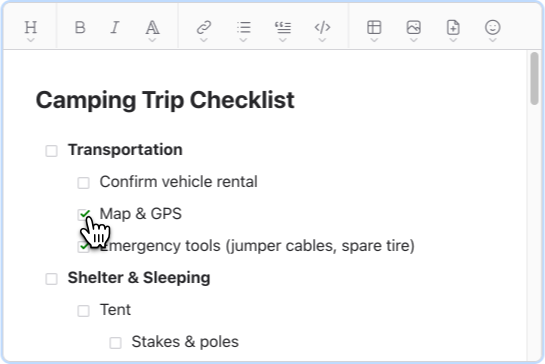 H B I A </>
Camping Trip Checklist
Transportation
Confirm vehicle rental
Map & GPS
Emergency tools (jumper cables, spare tire)
Shelter & Sleeping
Tent
Stakes & poles